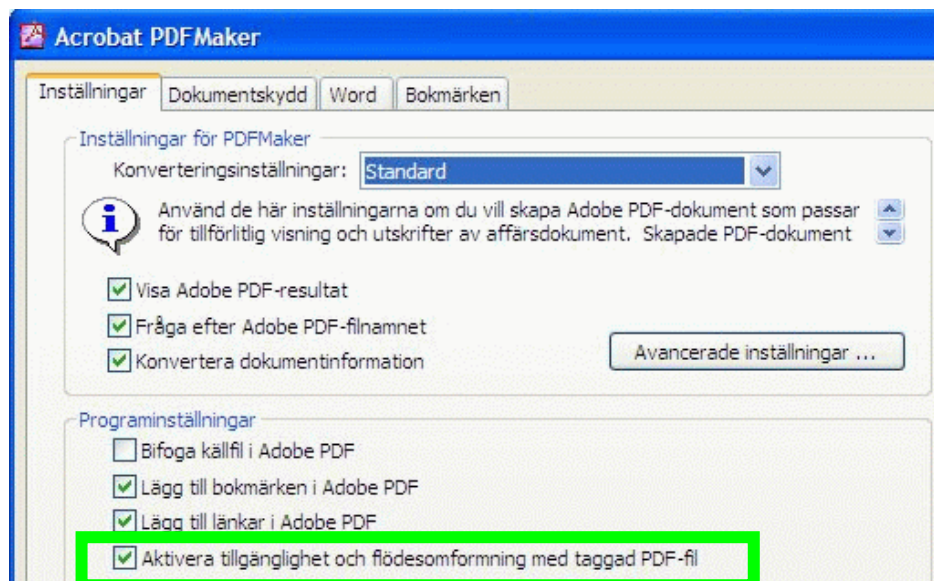 Acrobat PDFMaker
Inställningar Dokumentskydd Word Bokmärken
Inställningar för PDFMaker
Konverteringsinställningar: Standard
Använd de här inställningarna om du vill skapa Adobe PDF-dokument som passar
för tillförlitlig visning och utskrifter av affärsdokument. Skapade PDF-dokument
Visa Adobe PDF-resultat
Fråga efter Adobe PDF-filnamnet
Konvertera dokumentinformation
Avancerade inställningar ...
Programinställningar
Bifoga källfil i Adobe PDF
Lägg till bokmärken i Adobe PDF
Lägg till länkar i Adobe PDF
Aktivera tillgänglighet och flödesomformning med taggad PDF-fil